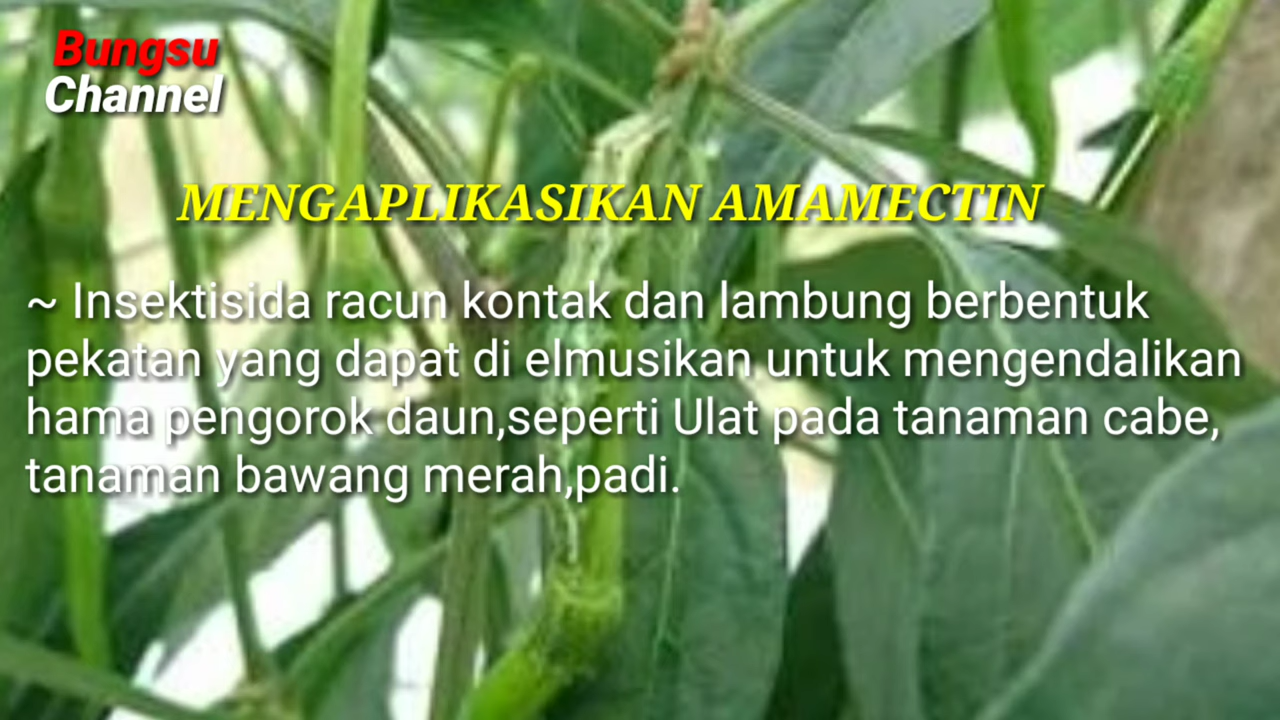 Bungsu
Channel
MENGAPLIKASIKAN AMAMECTIN
~ Insektisida racun kontak dan lambung berbentuk
pekatan yang dapat di elmusikan untuk mengendalikan
hama pengorok daun,seperti Ulat pada tanaman cabe,
tanaman bawang merah,padi.